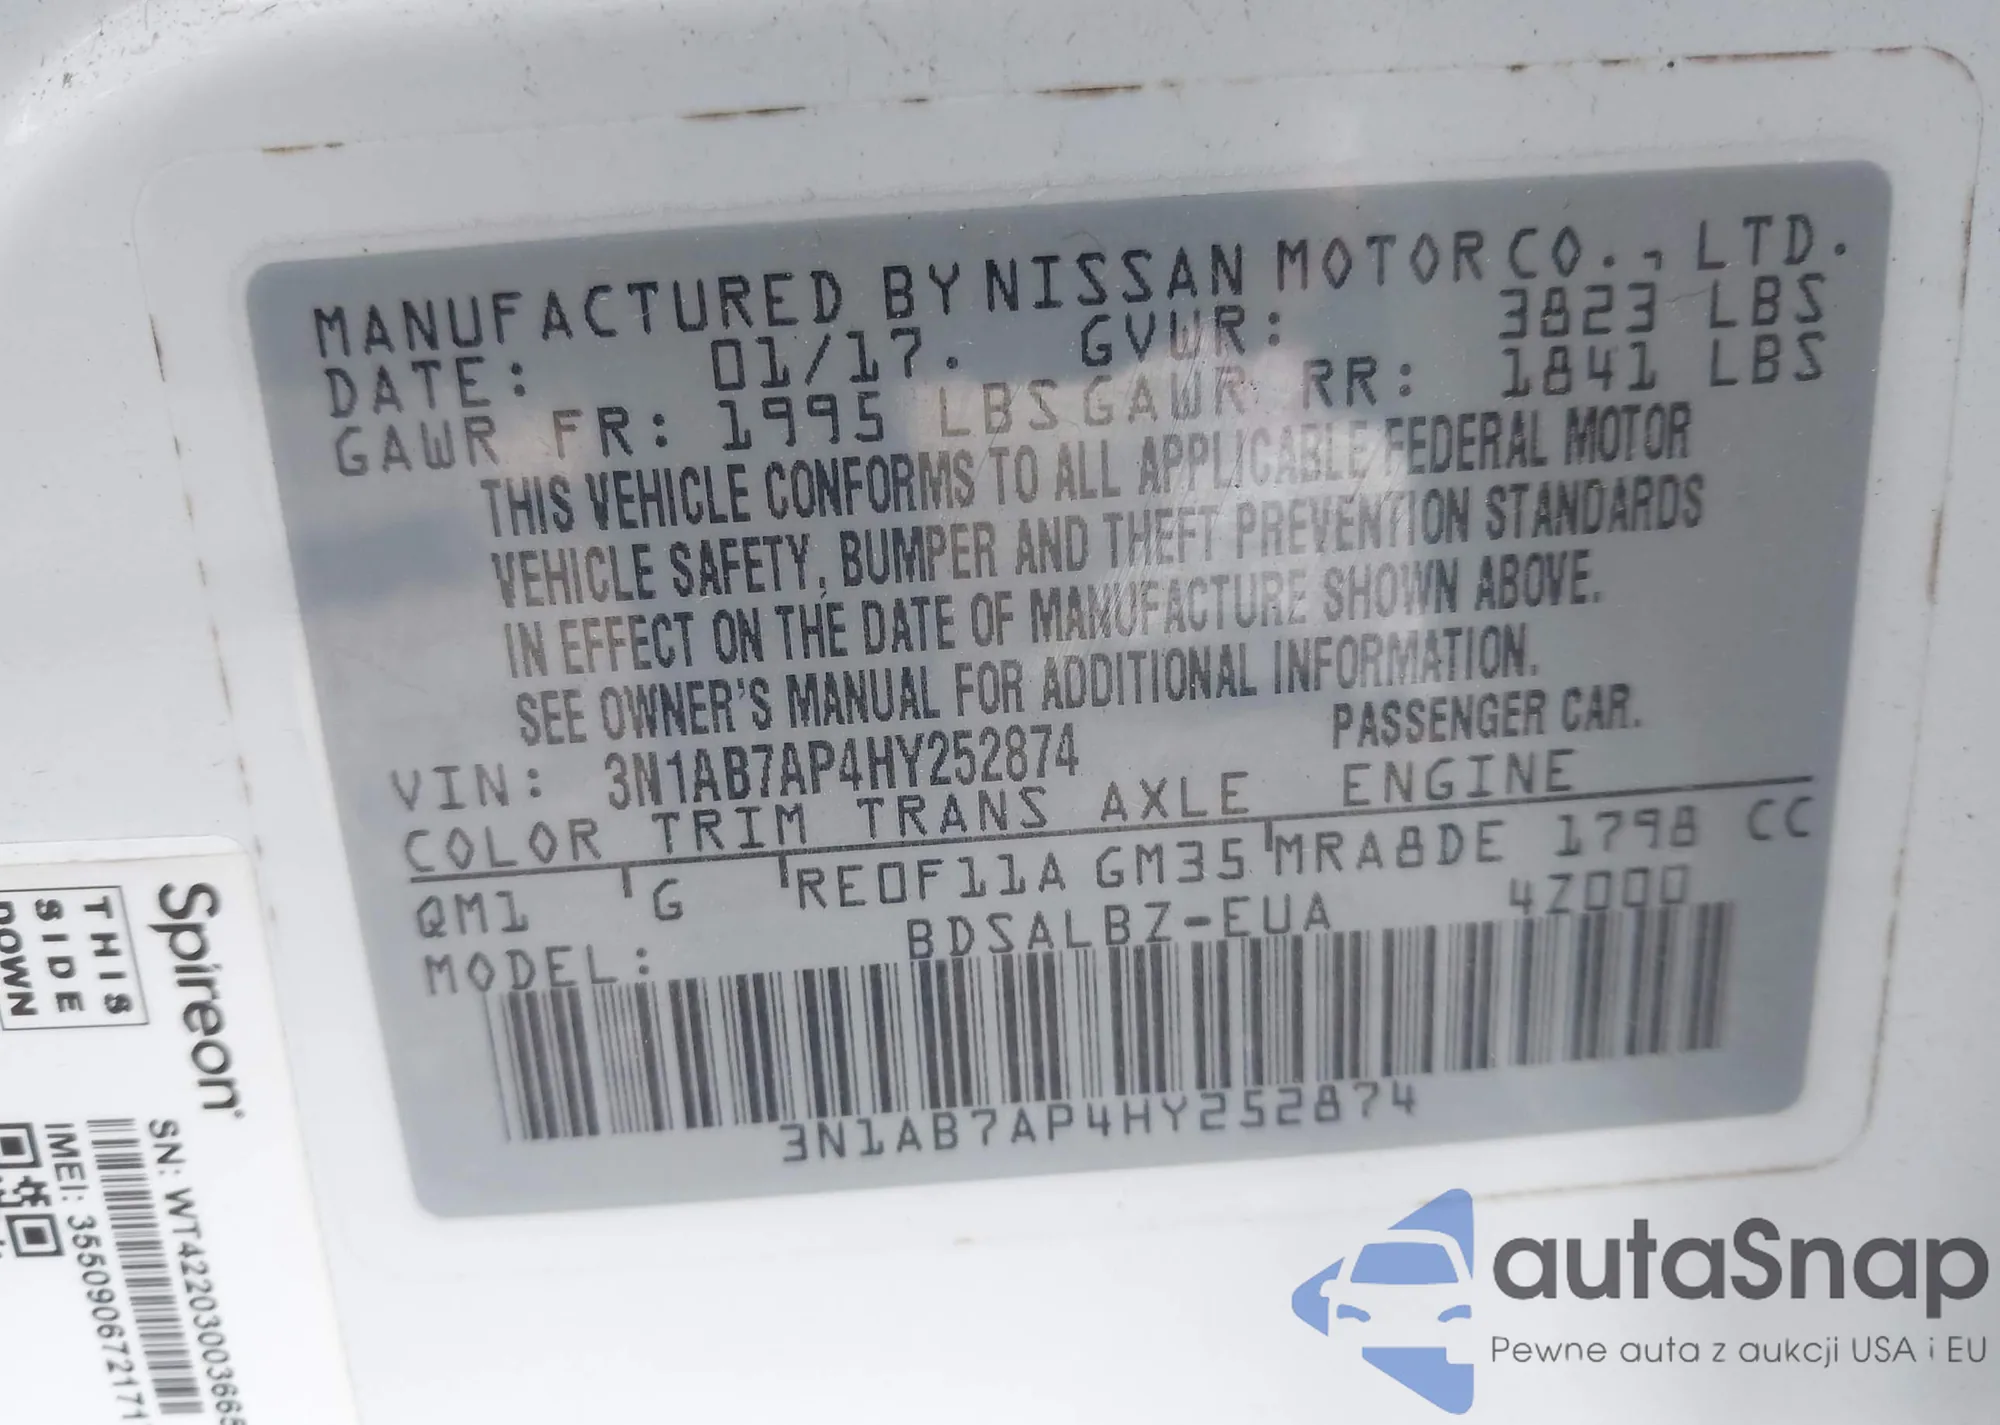 MANUFACTURED BY NISSAN MOTOR CO., LTD.
DATE: 01/17. GVWR: 3823 LBS
GAWR FR: 1995 LBS GAWR RR: 1841 LBS
THIS VEHICLE CONFORMS TO ALL APPLICABLE FEDERAL MOTOR
VEHICLE SAFETY, BUMPER AND THEFT PREVENTION STANDARDS
IN EFFECT ON THE DATE OF MANUFACTURE SHOWN ABOVE.
SEE OWNER'S MANUAL FOR ADDITIONAL INFORMATION.
VIN: 3N1AB7AP4HY252874 PASSENGER CAR.
COLOR TRIM TRANS AXLE ENGINE
QM1 G RE0F11A GM35 MRA8DE 1798 CC
MODEL: BDSALBZ-EUA 4Z000
3N1AB7AP4HY252874
Spireon
THIS
SIDE
DOWN
SN: WT4220300366
IMEI: 35509067217
autaSnap
Pewne auta z aukcji USA i EU